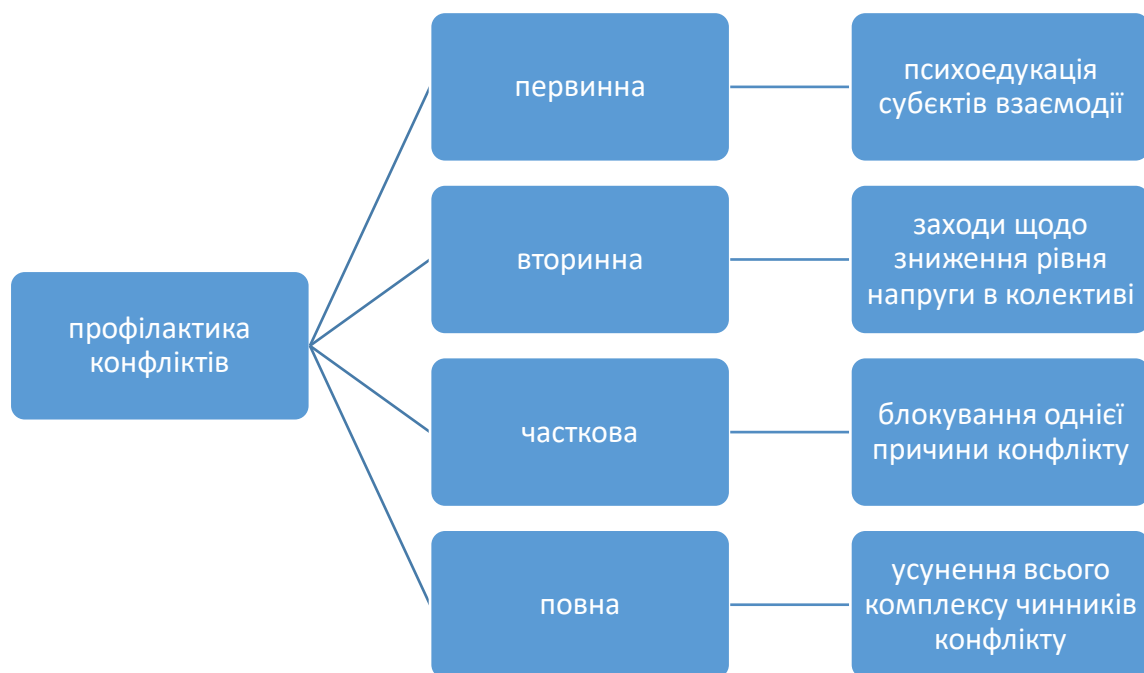 профілактика
конфліктів
первинна
психоедукація
субєктів взаємодії
вторинна
заходи щодо
зниження рівня
напруги в колективі
часткова
блокування однієї
причини конфлікту
повна
усунення всього
комплексу чинників
конфлікту